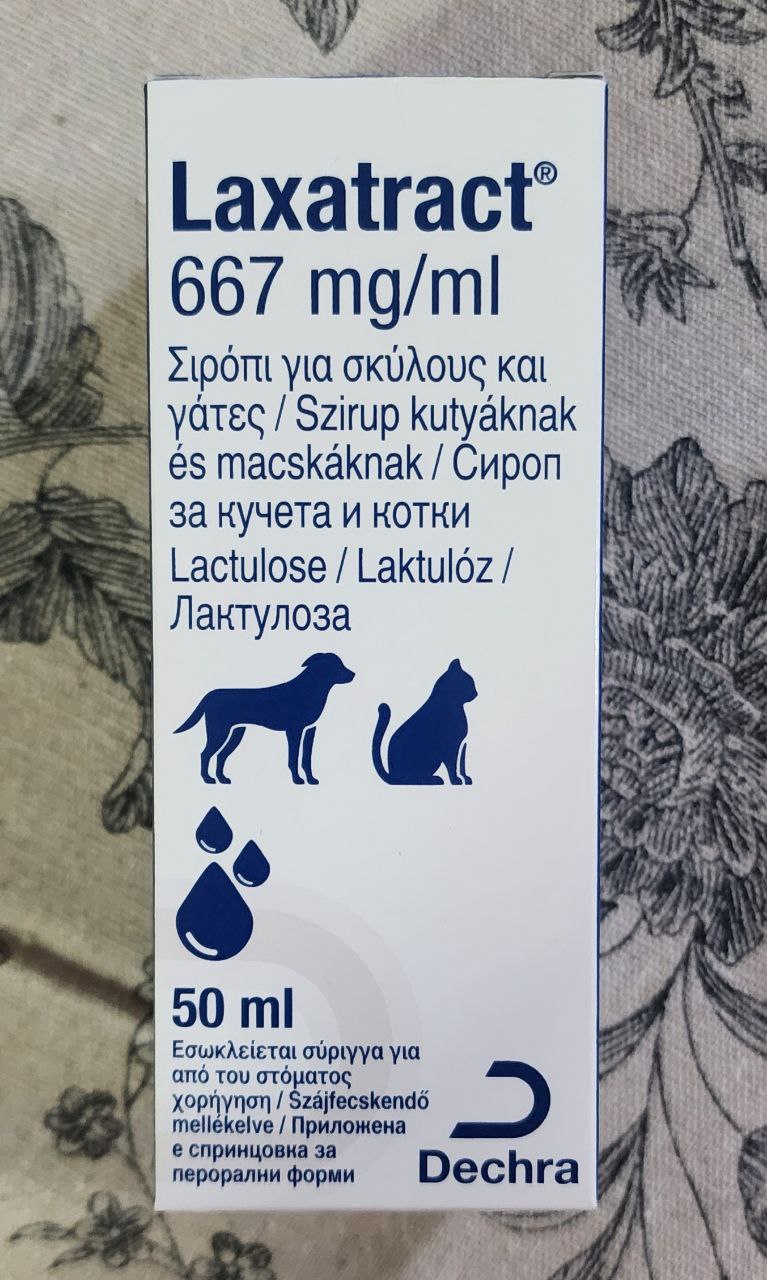 Laxatract®
667 mg/ml
Σιρόπι για σκύλους και
γάτες / Szirup kutyáknak
és macskáknak / Сироп
за кучета и котки
Lactulose / Laktulóz /
Лактулоза
50 ml
Εσωκλείεται σύριγγα για
από του στόματος
χορήγηση / Szájfecskendő
mellékelve / Приложена
е спринцовка за
перорални форми
Dechra